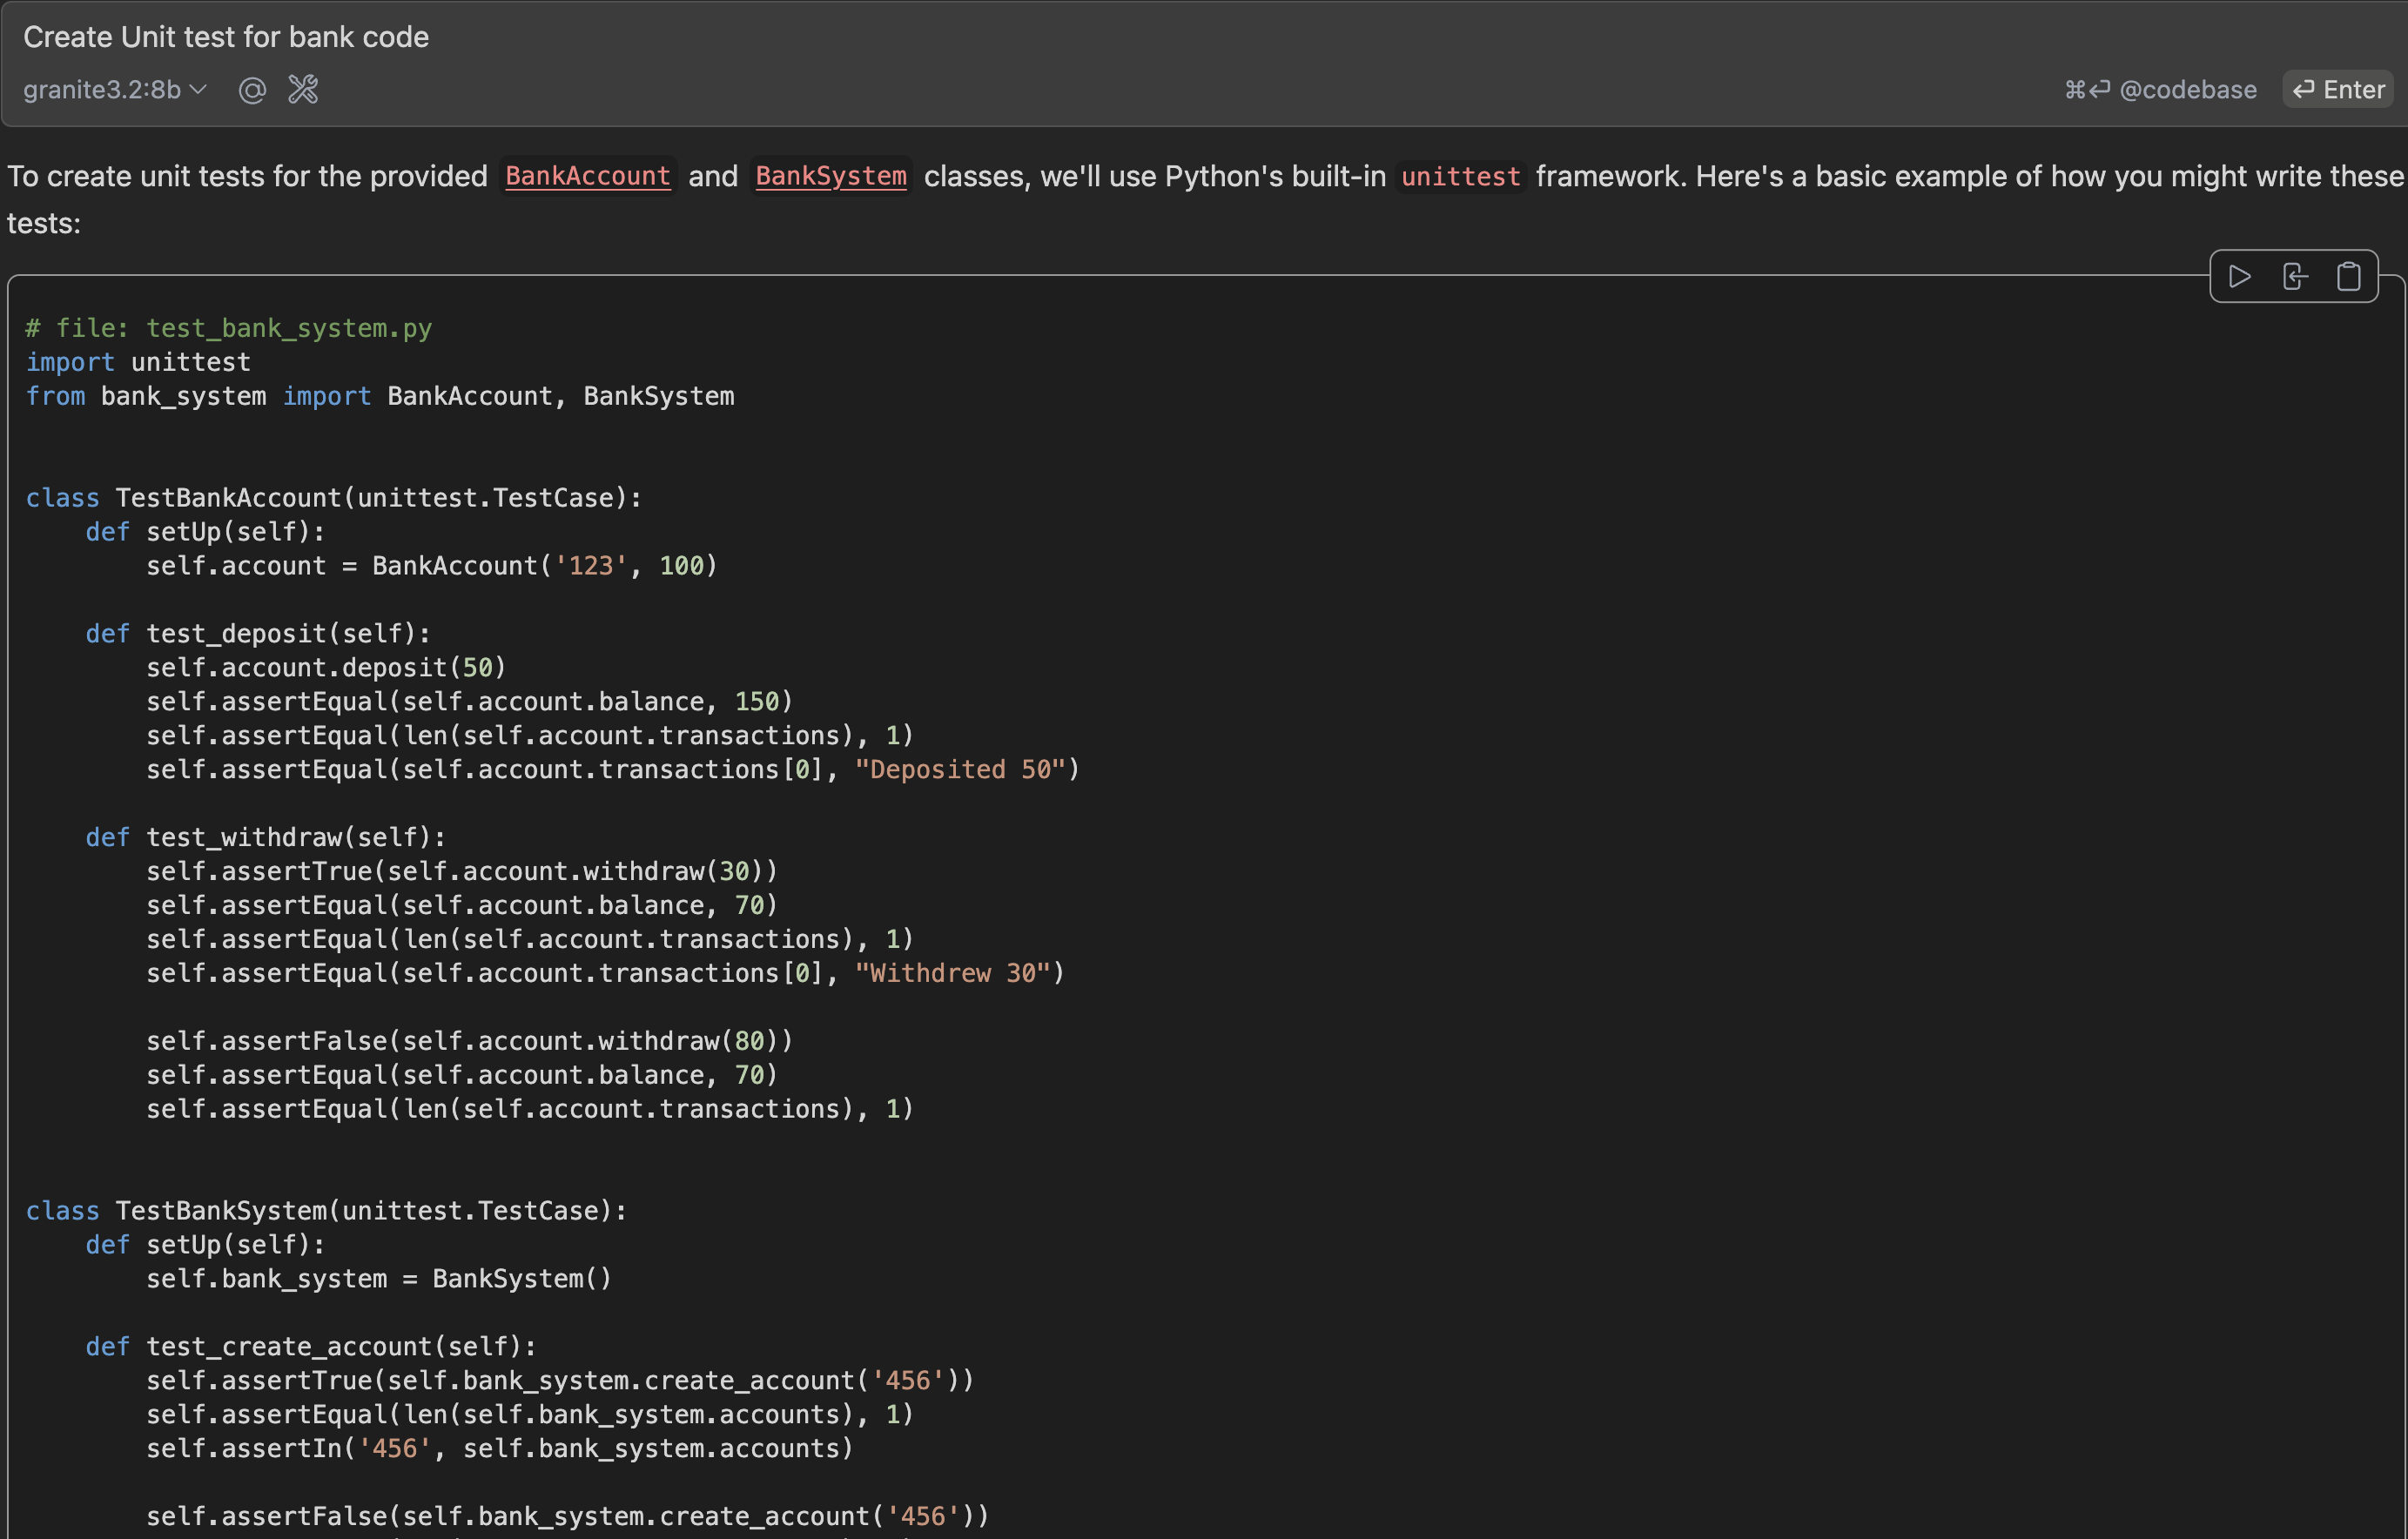 Create Unit test for bank code
granite3.2:8b @ ⌘⏎ @codebase ⏎ Enter
To create unit tests for the provided BankAccount and BankSystem classes, we'll use Python's built-in unittest framework. Here's a basic example of how you might write these
tests:
# file: test_bank_system.py
import unittest
from bank_system import BankAccount, BankSystem
class TestBankAccount(unittest.TestCase):
    def setUp(self):
        self.account = BankAccount('123', 100)
    def test_deposit(self):
        self.account.deposit(50)
        self.assertEqual(self.account.balance, 150)
        self.assertEqual(len(self.account.transactions), 1)
        self.assertEqual(self.account.transactions[0], "Deposited 50")
    def test_withdraw(self):
        self.assertTrue(self.account.withdraw(30))
        self.assertEqual(self.account.balance, 70)
        self.assertEqual(len(self.account.transactions), 1)
        self.assertEqual(self.account.transactions[0], "Withdrew 30")
        self.assertFalse(self.account.withdraw(80))
        self.assertEqual(self.account.balance, 70)
        self.assertEqual(len(self.account.transactions), 1)
class TestBankSystem(unittest.TestCase):
    def setUp(self):
        self.bank_system = BankSystem()
    def test_create_account(self):
        self.assertTrue(self.bank_system.create_account('456'))
        self.assertEqual(len(self.bank_system.accounts), 1)
        self.assertIn('456', self.bank_system.accounts)
        self.assertFalse(self.bank_system.create_account('456'))